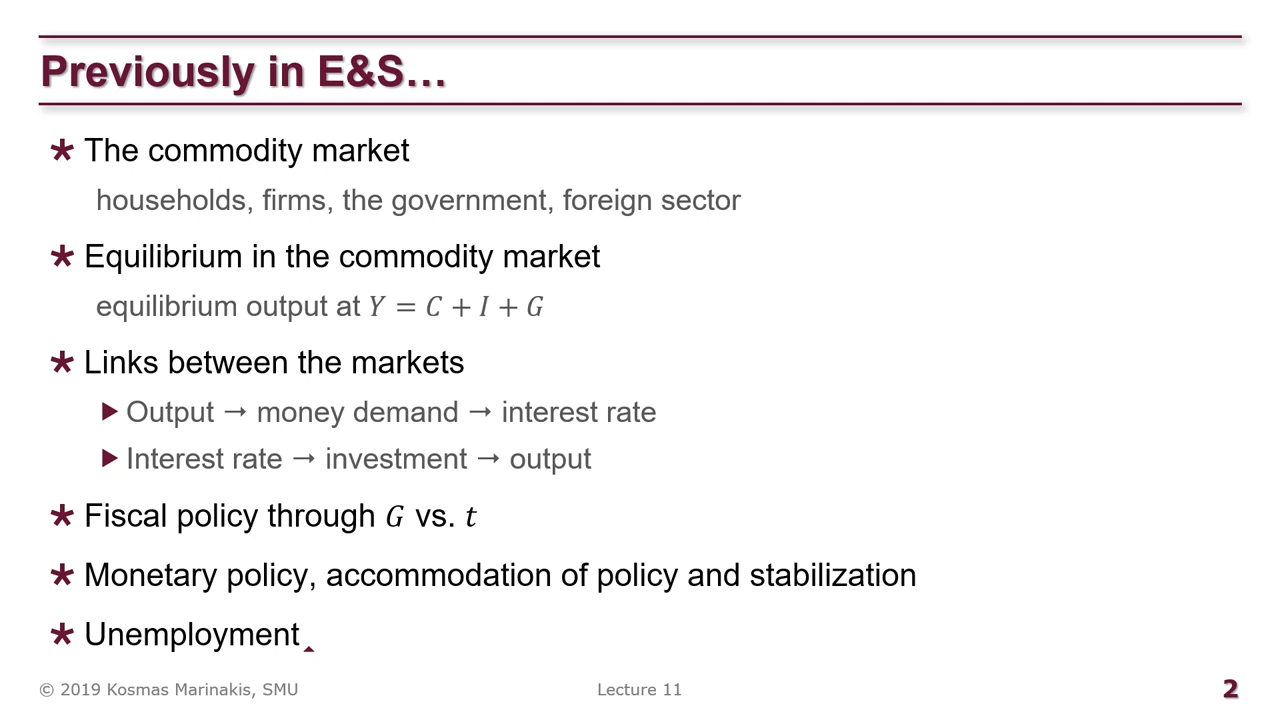 Previously in E&S…
The commodity market
households, firms, the government, foreign sector
Equilibrium in the commodity market
equilibrium output at Y = C + I + G
Links between the markets
Output → money demand → interest rate
Interest rate → investment → output
Fiscal policy through G vs. t
Monetary policy, accommodation of policy and stabilization
Unemployment
© 2019 Kosmas Marinakis, SMU
Lecture 11
2